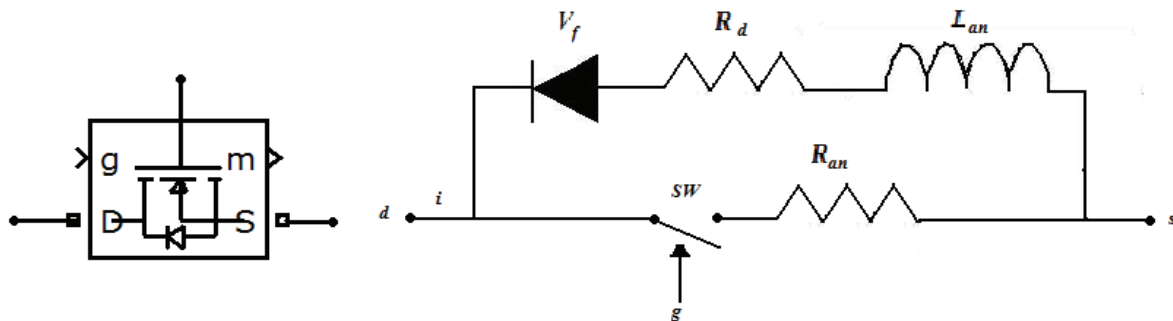 V_f
R_d
L_an
g m
D S
R_an
SW
d i
s
g